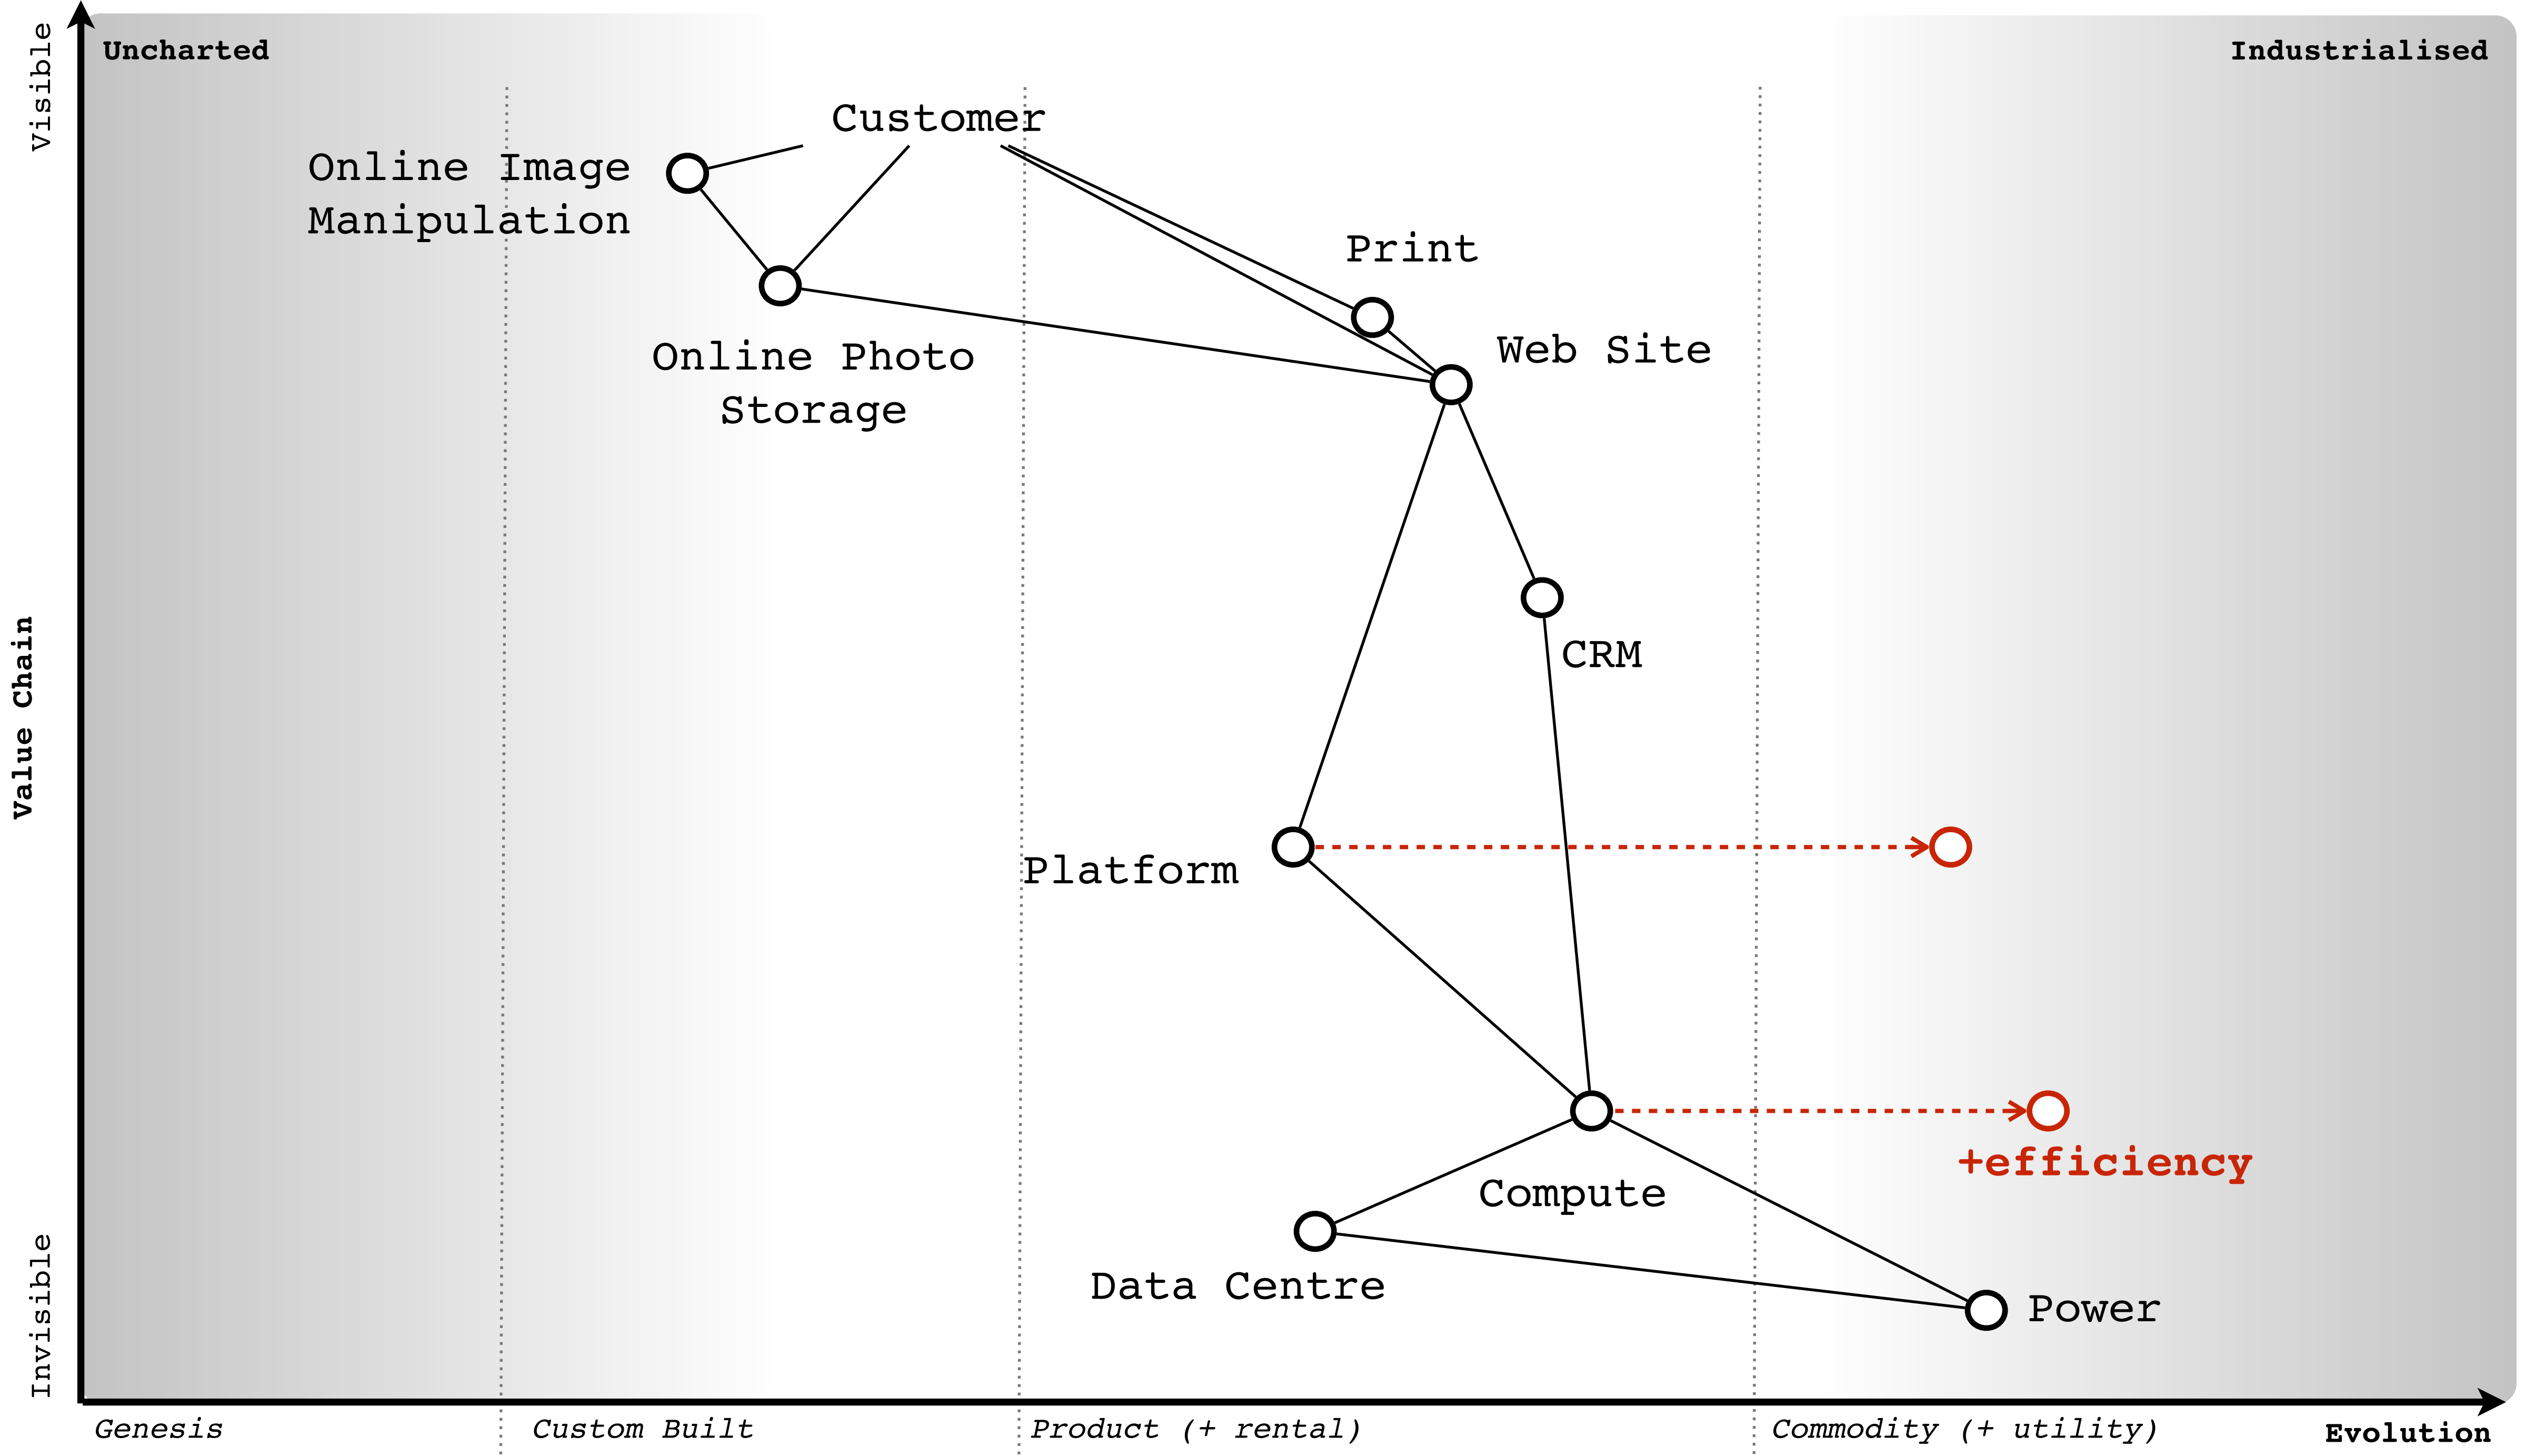 Uncharted
Industrialised
Visible
Customer
Online Image
Manipulation
Print
Web Site
Online Photo
Storage
Value Chain
CRM
Platform
+efficiency
Compute
Data Centre
Power
Invisible
Genesis
Custom Built
Product (+ rental)
Commodity (+ utility)
Evolution